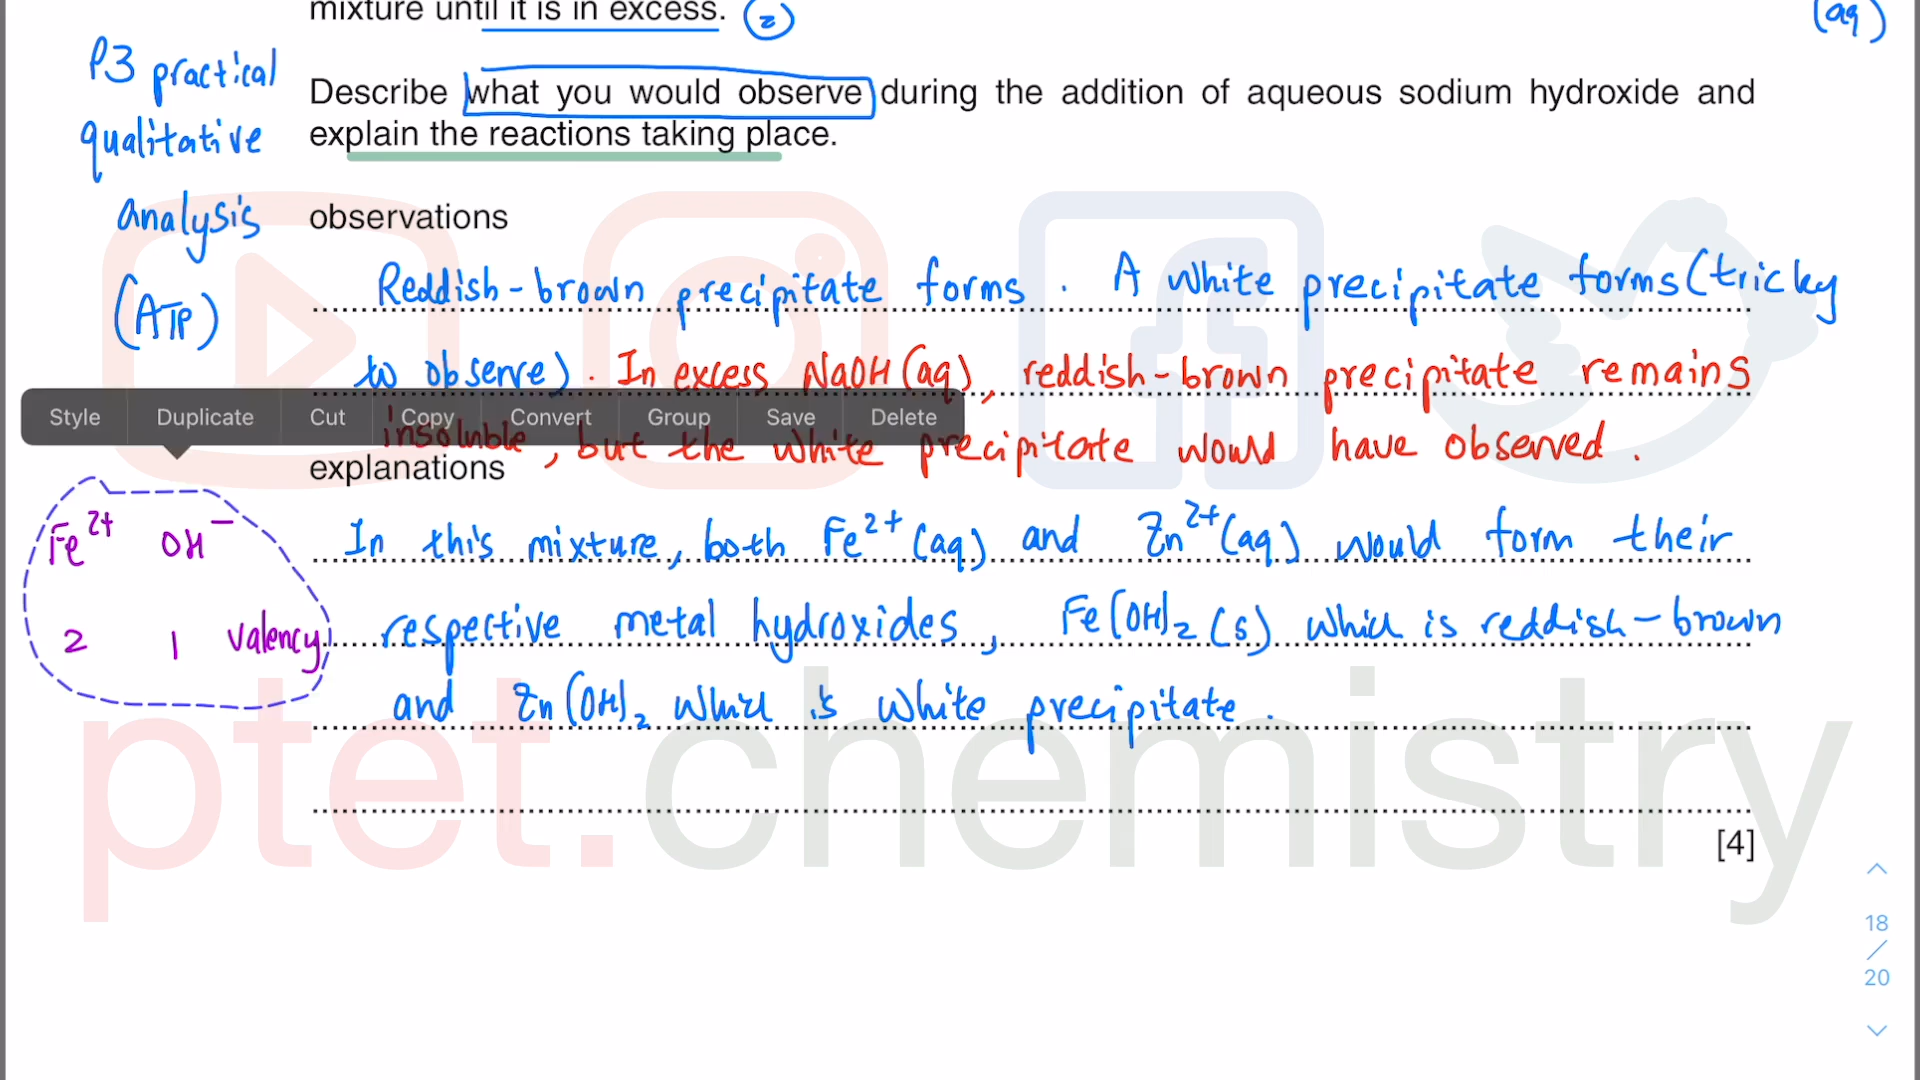 mixture until it is in excess. (2)
(aq)
P3 practical
qualitative
analysis
(ATP)
Describe what you would observe during the addition of aqueous sodium hydroxide and
explain the reactions taking place.
observations
Reddish-brown precipitate forms. A white precipitate forms (tricky
to observe). In excess NaOH(aq), reddish-brown precipitate remains
insoluble, but the white precipitate would have observed.
Style Duplicate Cut Copy Convert Group Save Delete
explanations
Fe²⁺ OH⁻
2 1 valency
In this mixture, both Fe²⁺(aq) and Zn²⁺(aq) would form their
respective metal hydroxides, Fe(OH)₂(s) which is reddish-brown
and Zn(OH)₂ which is white precipitate.
ptet.chemistry
[4]
18
/
20